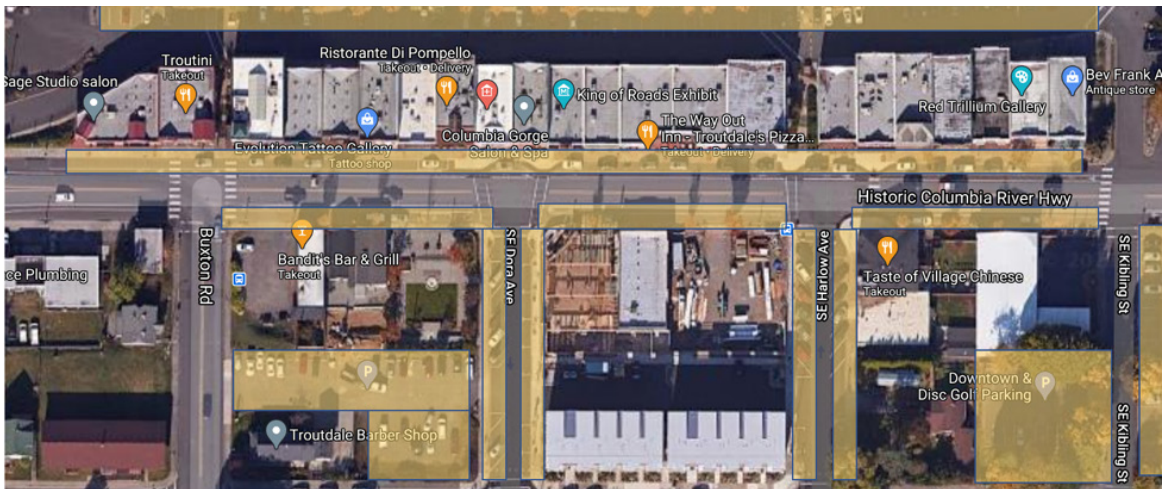 Sage Studio salon
Troutini
Takeout
Ristorante Di Pompello
Takeout • Delivery
King of Roads Exhibit
Red Trillium Gallery
Bev Frank A
Antique store
Evolution Tattoo Gallery
Tattoo shop
Columbia Gorge
Salon & Spa
The Way Out
Inn - Troutdale's Pizza...
Takeout • Delivery
Historic Columbia River Hwy
Buxton Rd
SE Dora Ave
SE Harlow Ave
SE Kibling St
ce Plumbing
Bandit's Bar & Grill
Takeout
Taste of Village Chinese
Takeout
P
Downtown &
Disc Golf Parking
P
Troutdale Barber Shop
SE Kibling St